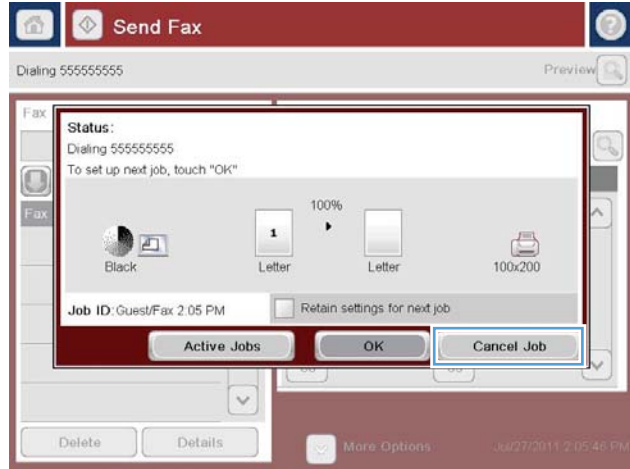 Send Fax
Dialing 555555555
Preview
Fax
Status:
Dialing 555555555
To set up next job, touch "OK"
Fax
100%
1
Black
Letter
Letter
100x200
Job ID: Guest/Fax 2:05 PM
Retain settings for next job
Active Jobs
OK
Cancel Job
Delete
Details
More Options
Jul/27/2011 2:05:46 PM